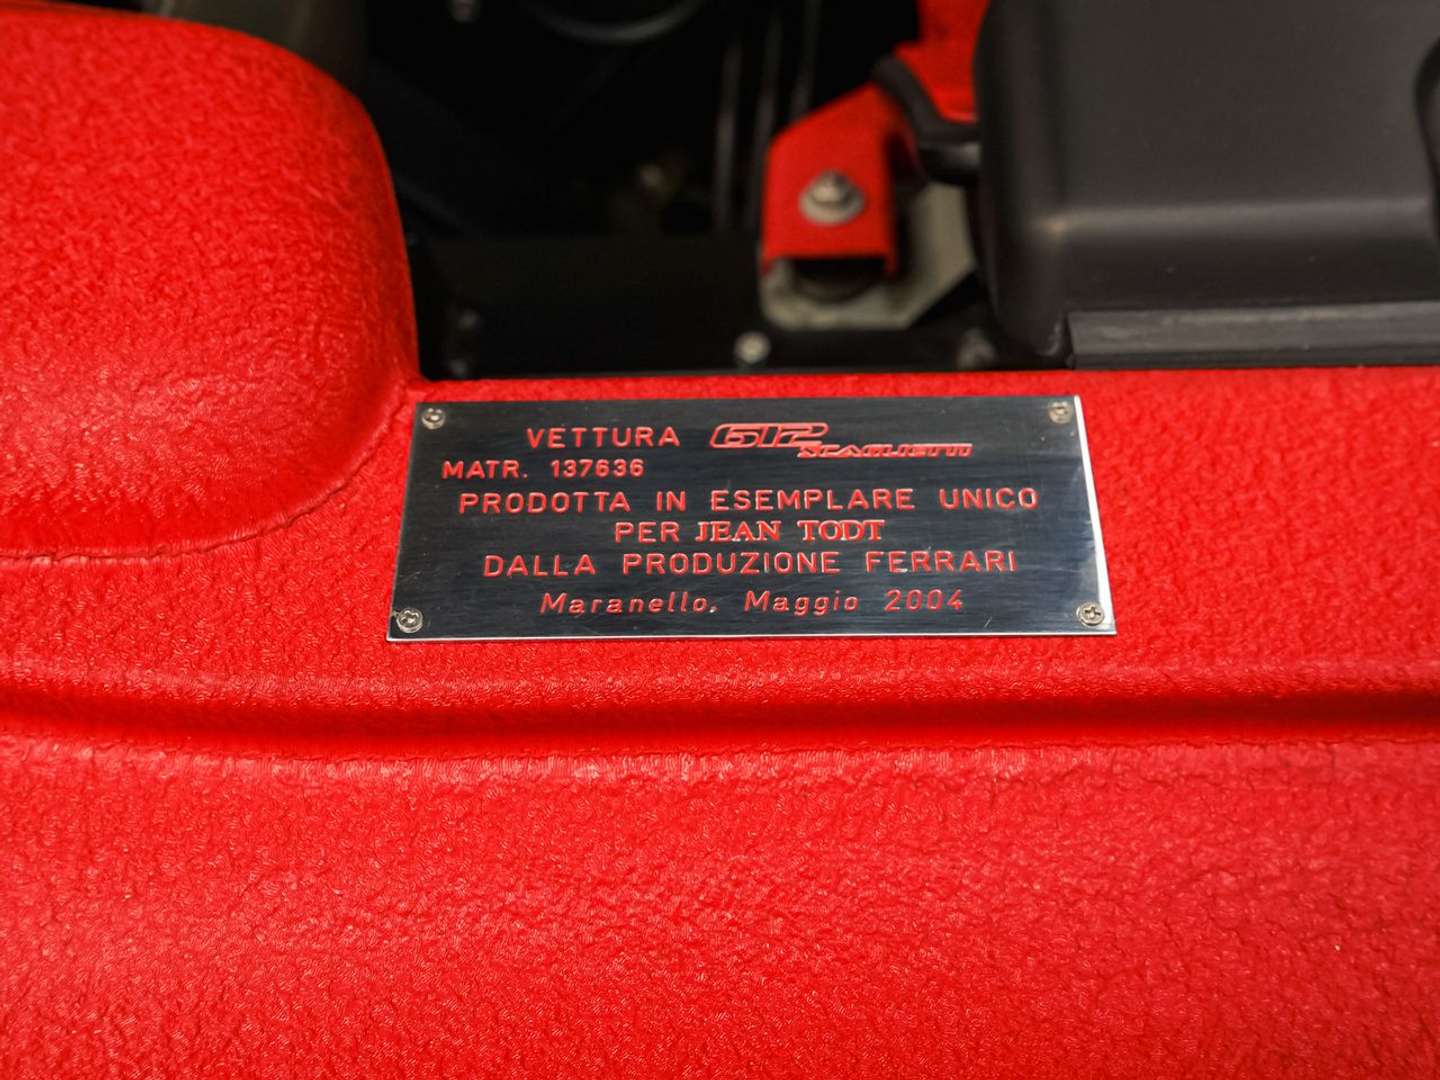 VETTURA 612 SCAGLIETTI
MATR. 137636
PRODOTTA IN ESEMPLARE UNICO
PER JEAN TODT
DALLA PRODUZIONE FERRARI
Maranello, Maggio 2004